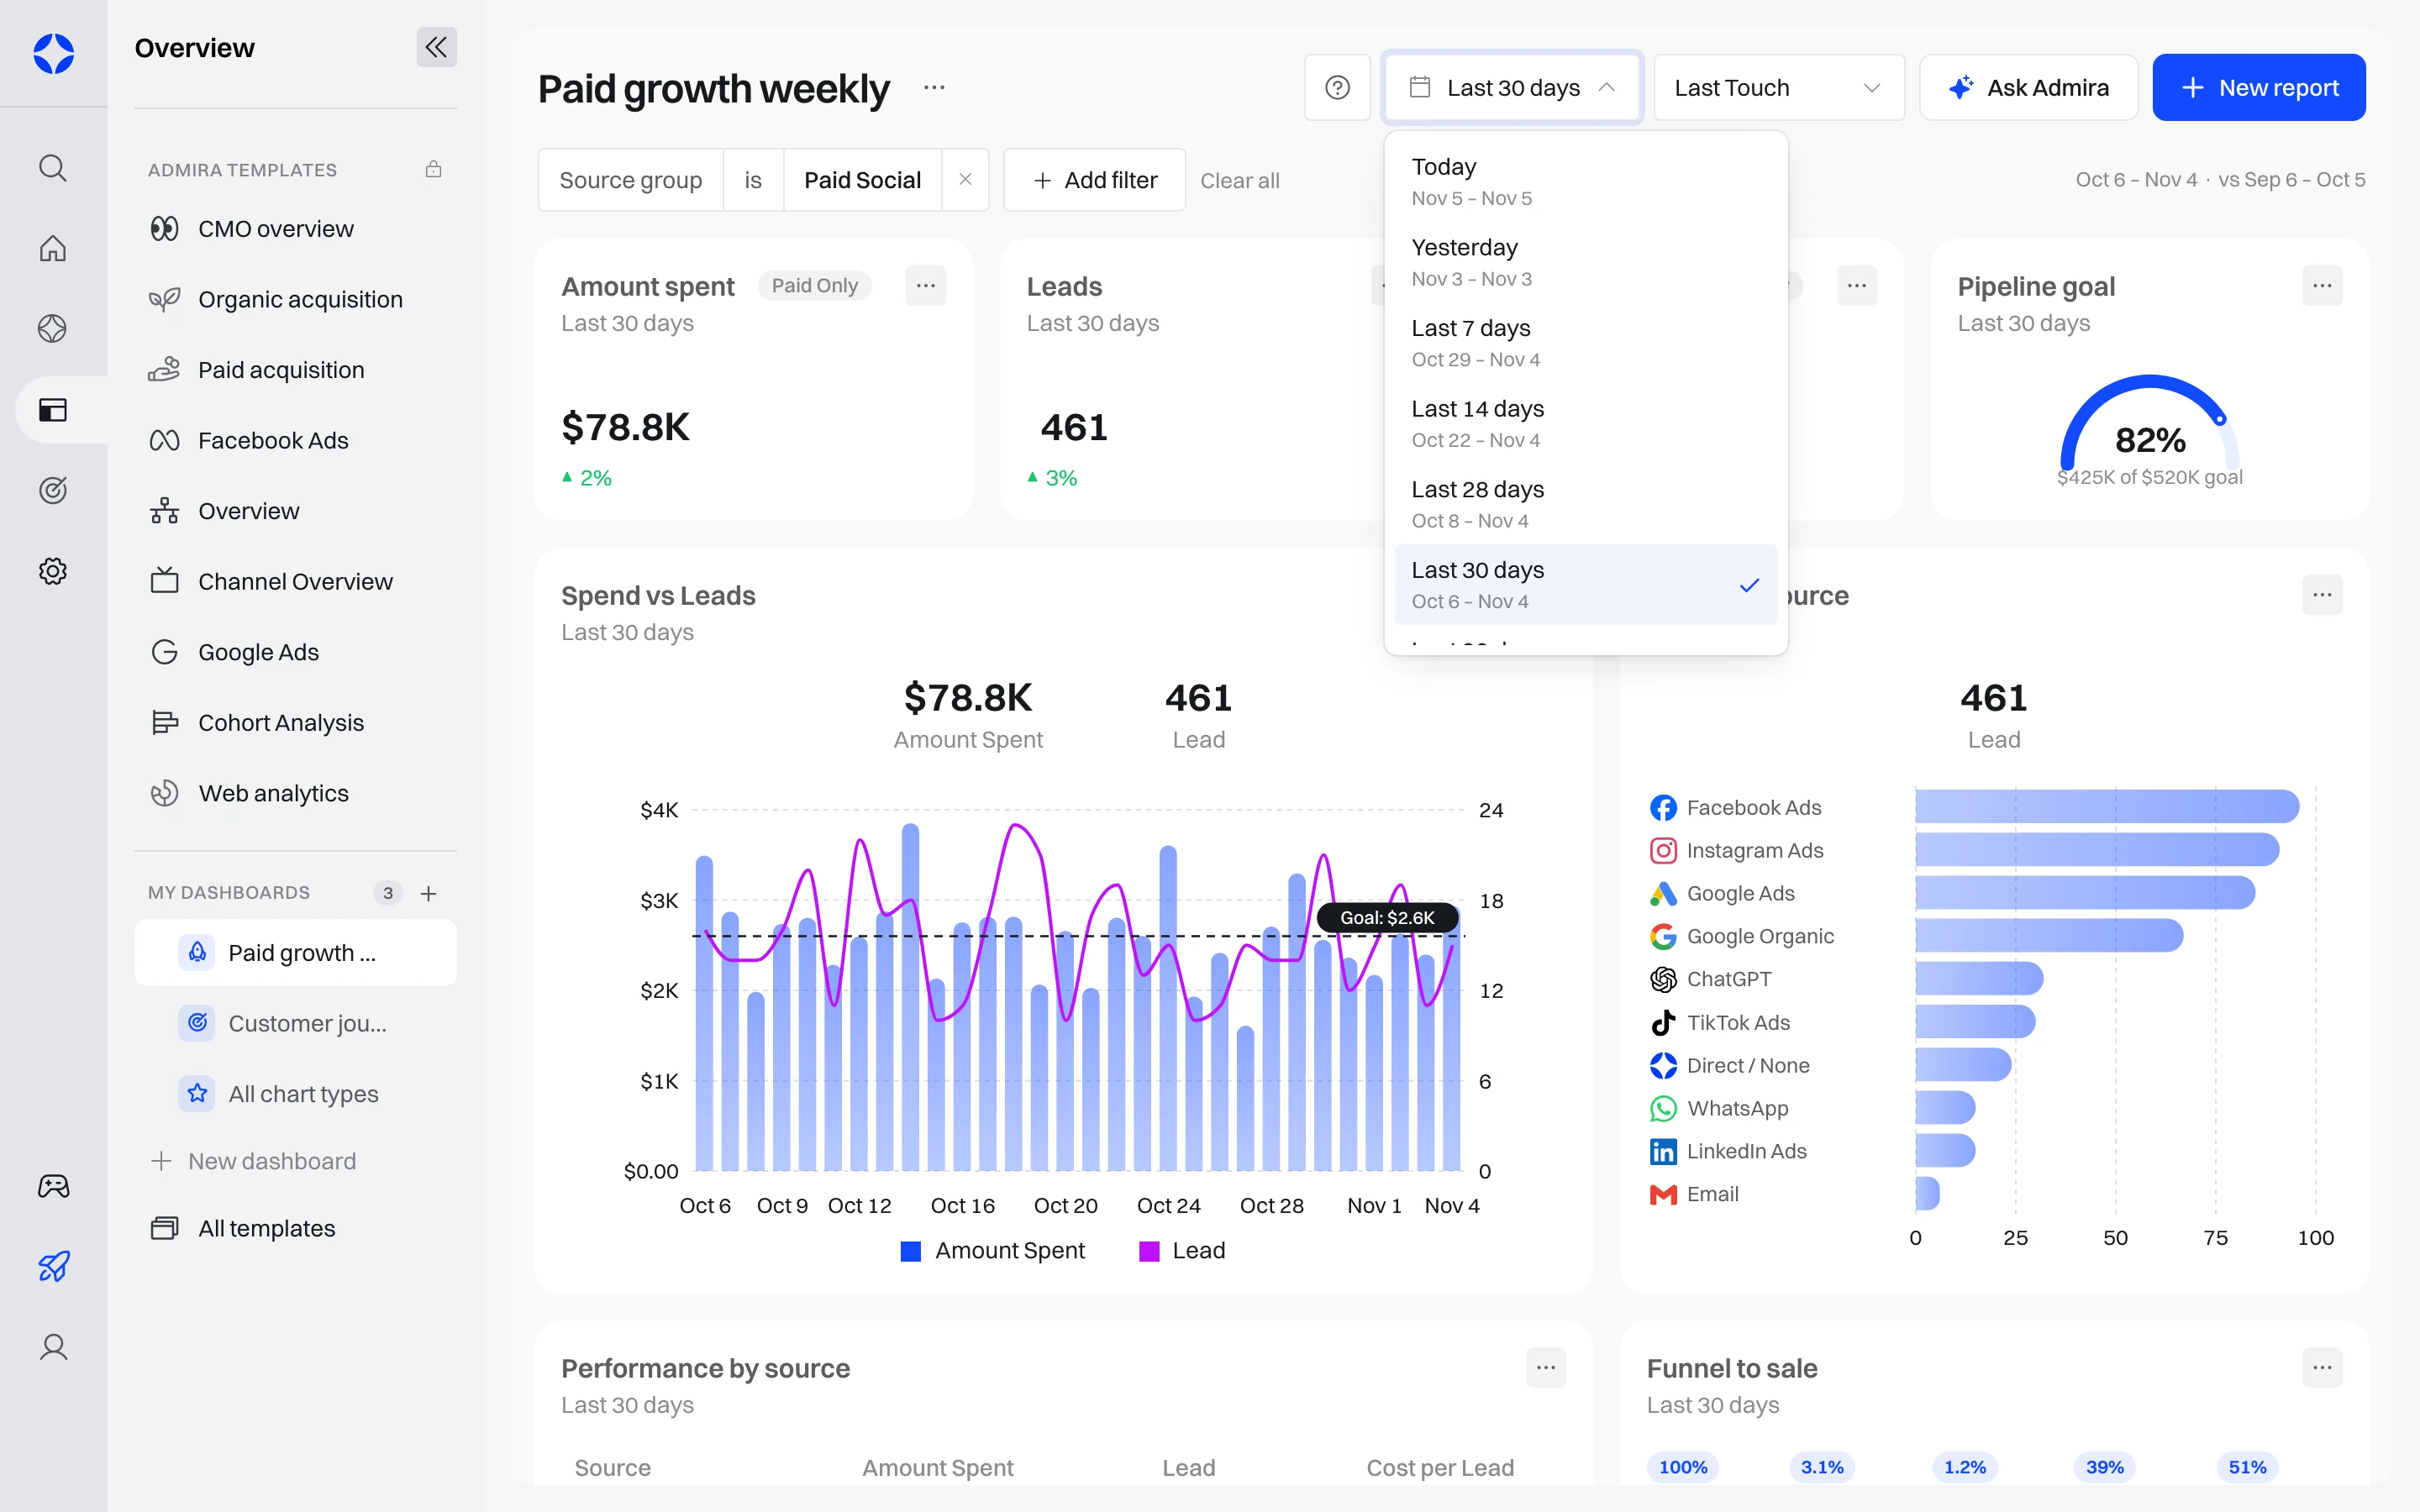 Overview
ADMIRA TEMPLATES
CMO overview
Organic acquisition
Paid acquisition
Facebook Ads
Overview
Channel Overview
Google Ads
Cohort Analysis
Web analytics
MY DASHBOARDS 3
Paid growth ...
Customer jou...
All chart types
New dashboard
All templates
Paid growth weekly
Last 30 days
Last Touch
Ask Admira
New report
Source group is Paid Social
Add filter
Clear all
Oct 6 – Nov 4 · vs Sep 6 – Oct 5
Today
Nov 5 – Nov 5
Yesterday
Nov 3 – Nov 3
Last 7 days
Oct 29 – Nov 4
Last 14 days
Oct 22 – Nov 4
Last 28 days
Oct 8 – Nov 4
Last 30 days
Oct 6 – Nov 4
Amount spent Paid Only
Last 30 days
$78.8K
2%
Leads
Last 30 days
461
3%
Pipeline goal
Last 30 days
82%
$425K of $520K goal
Spend vs Leads
Last 30 days
$78.8K 461
Amount Spent Lead
$4K 24
$3K 18
Goal: $2.6K
$2K 12
$1K 6
$0.00 0
Oct 6 Oct 9 Oct 12 Oct 16 Oct 20 Oct 24 Oct 28 Nov 1 Nov 4
Amount Spent Lead
461
Lead
Facebook Ads
Instagram Ads
Google Ads
Google Organic
ChatGPT
TikTok Ads
Direct / None
WhatsApp
LinkedIn Ads
Email
0 25 50 75 100
Performance by source
Last 30 days
Source Amount Spent Lead Cost per Lead
Funnel to sale
Last 30 days
100% 3.1% 1.2% 39% 51%